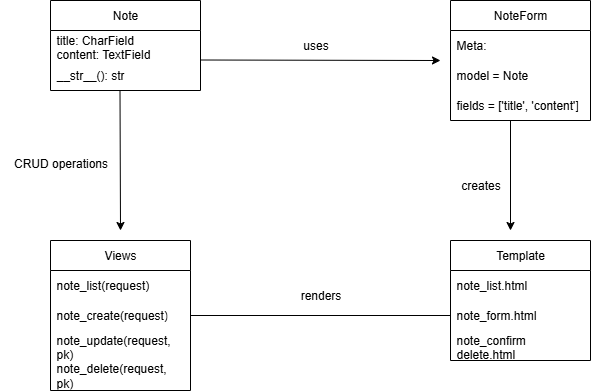 Note
title: CharField
content: TextField
__str__(): str
uses
NoteForm
Meta:
model = Note
fields = ['title', 'content']
CRUD operations
creates
Views
note_list(request)
note_create(request)
note_update(request,
pk)
note_delete(request,
pk)
renders
Template
note_list.html
note_form.html
note_confirm
delete.html